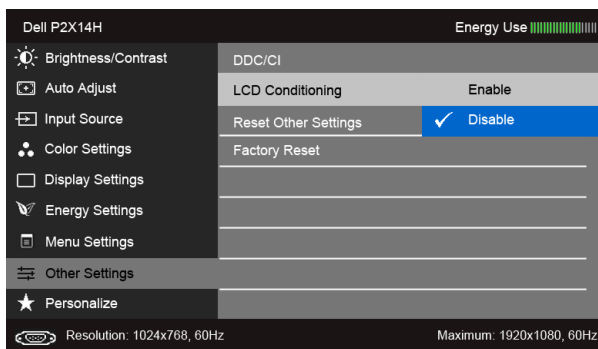 Dell P2X14H Energy Use
Brightness/Contrast DDC/CI
Auto Adjust LCD Conditioning Enable
Input Source Reset Other Settings Disable
Color Settings Factory Reset
Display Settings
Energy Settings
Menu Settings
Other Settings
Personalize
Resolution: 1024x768, 60Hz Maximum: 1920x1080, 60Hz